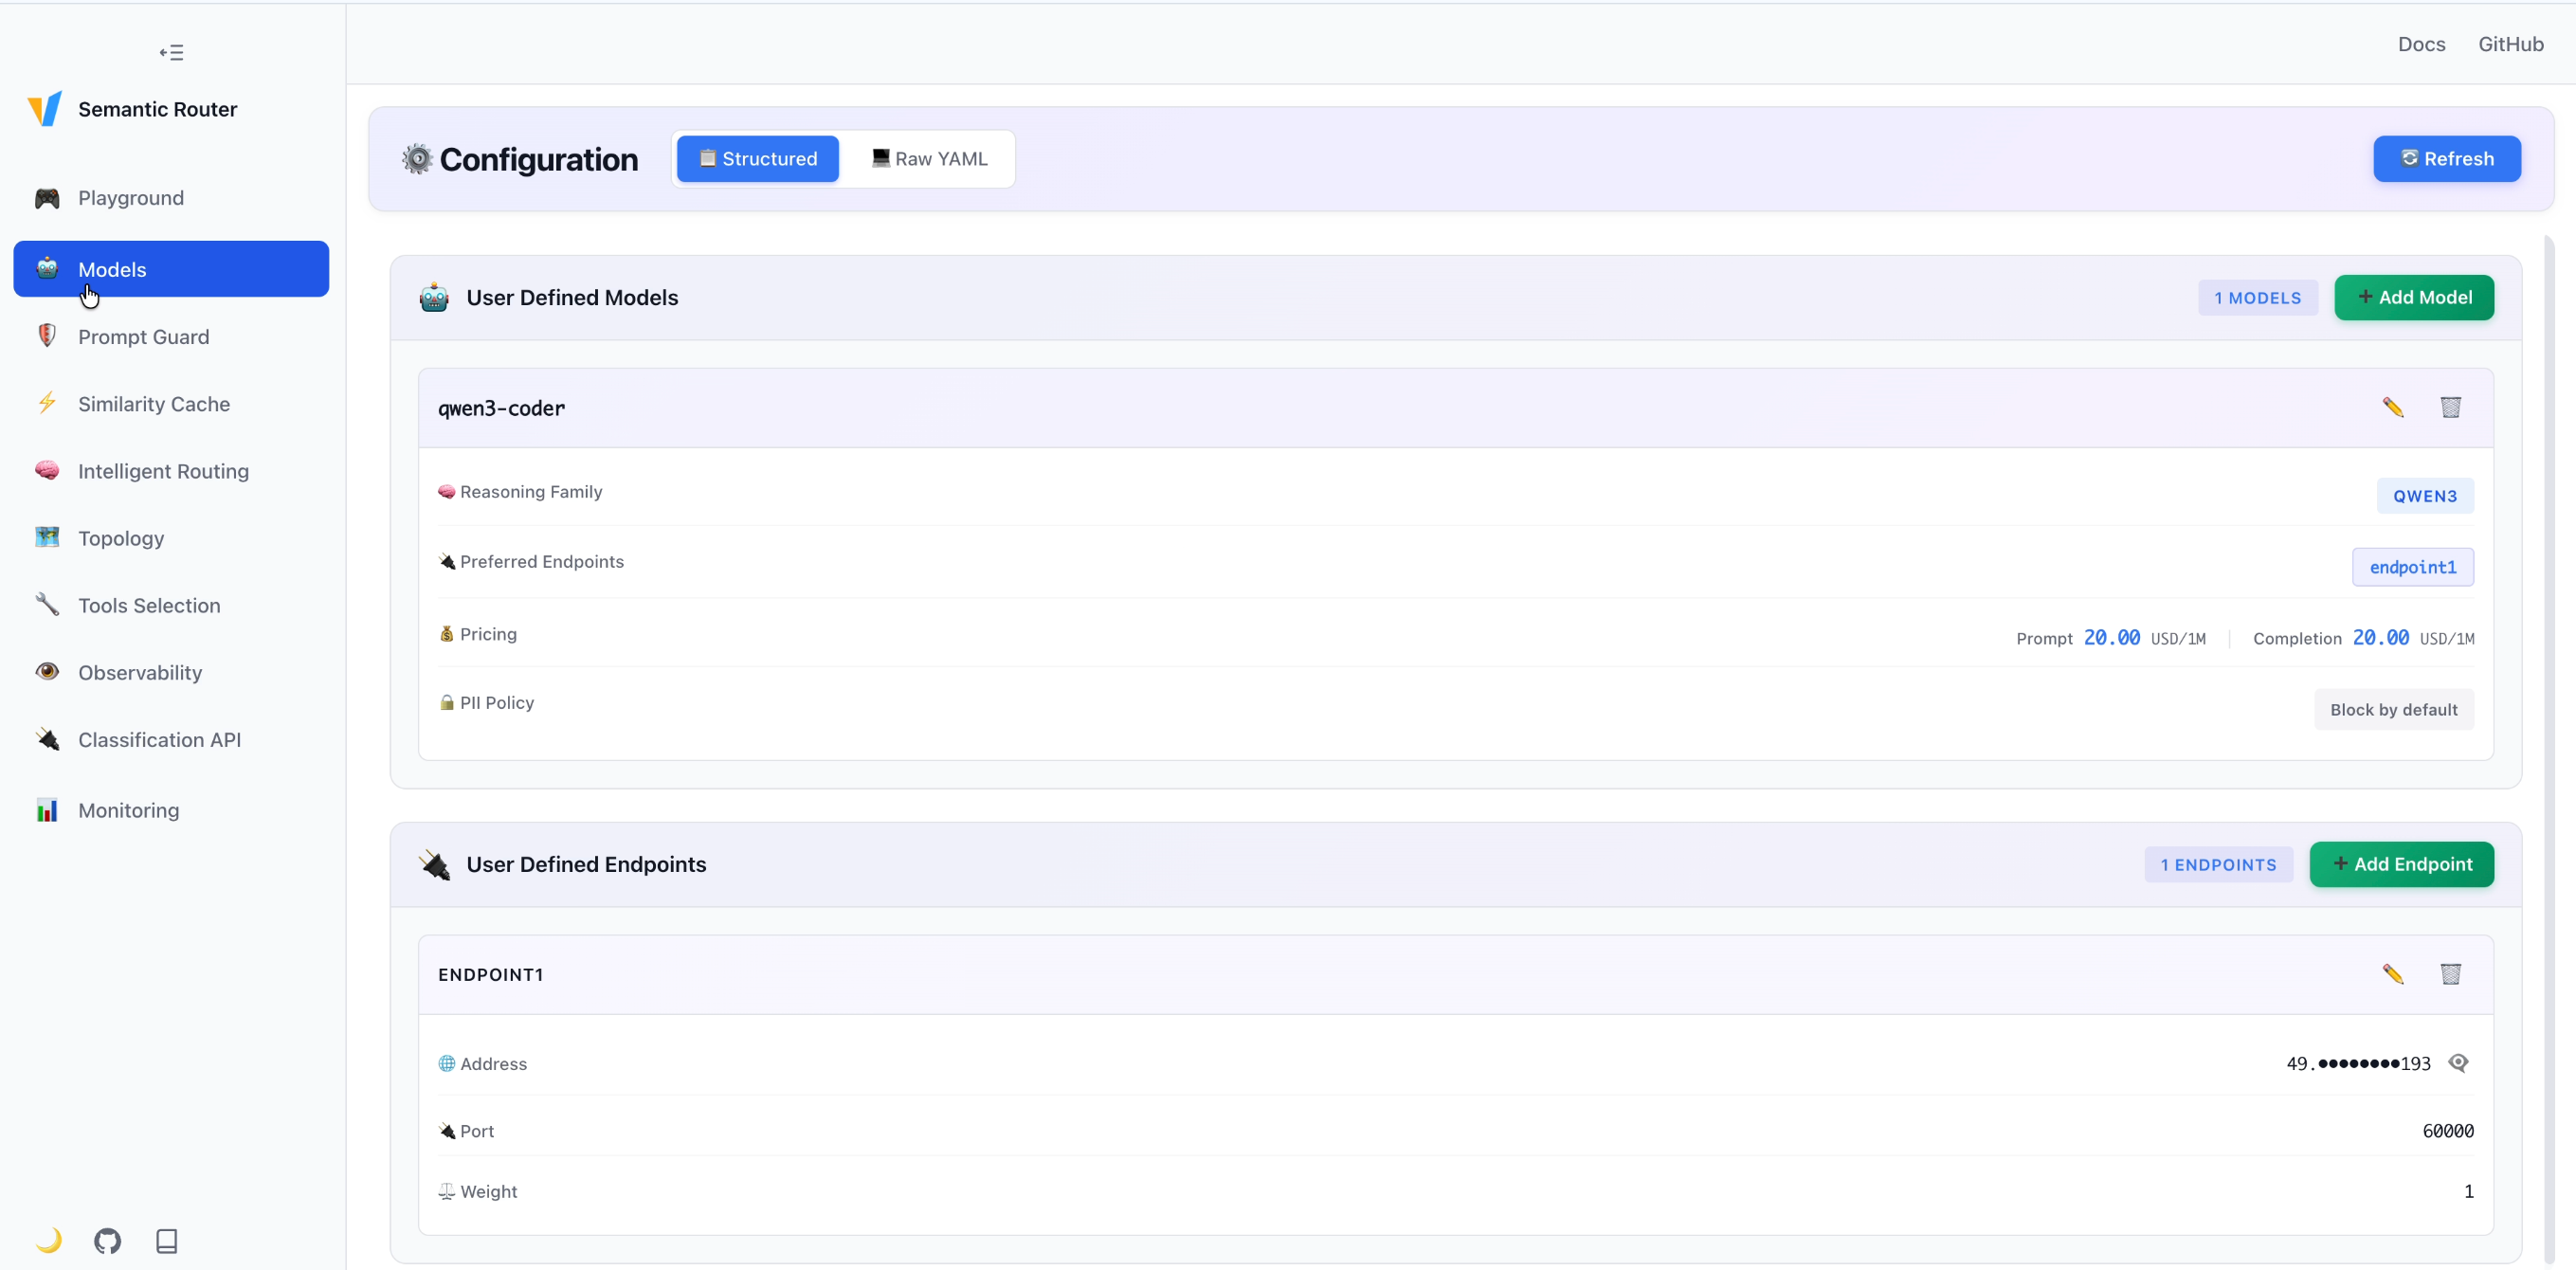 Docs GitHub
Semantic Router
Playground
Models
Prompt Guard
Similarity Cache
Intelligent Routing
Topology
Tools Selection
Observability
Classification API
Monitoring
Configuration Structured Raw YAML Refresh
User Defined Models 1 MODELS + Add Model
qwen3-coder
Reasoning Family QWEN3
Preferred Endpoints endpoint1
Pricing Prompt 20.00 USD/1M Completion 20.00 USD/1M
PII Policy Block by default
User Defined Endpoints 1 ENDPOINTS + Add Endpoint
ENDPOINT1
Address 49.●●●●●●●●193
Port 60000
Weight 1